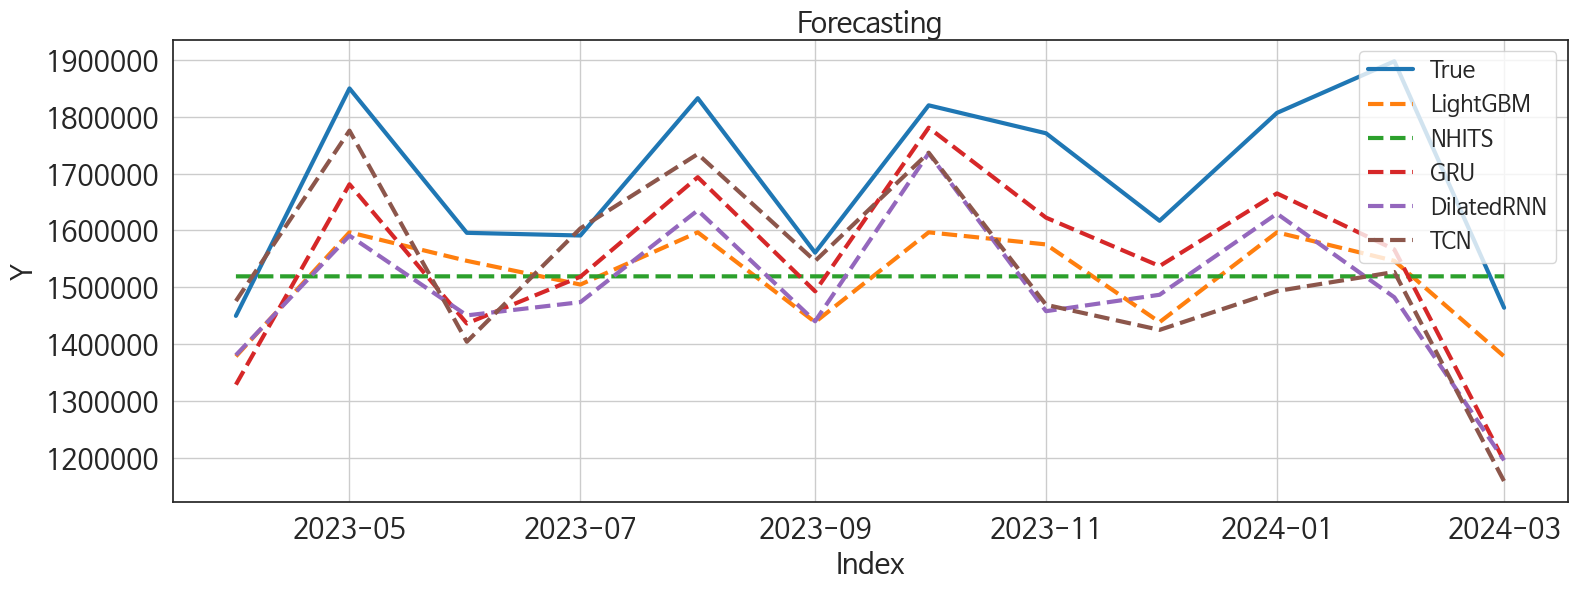 Forecasting
1900000
1800000
1700000
1600000
1500000
1400000
1300000
1200000
Y
True
LightGBM
NHITS
GRU
DilatedRNN
TCN
2023-05 2023-07 2023-09 2023-11 2024-01 2024-03
Index